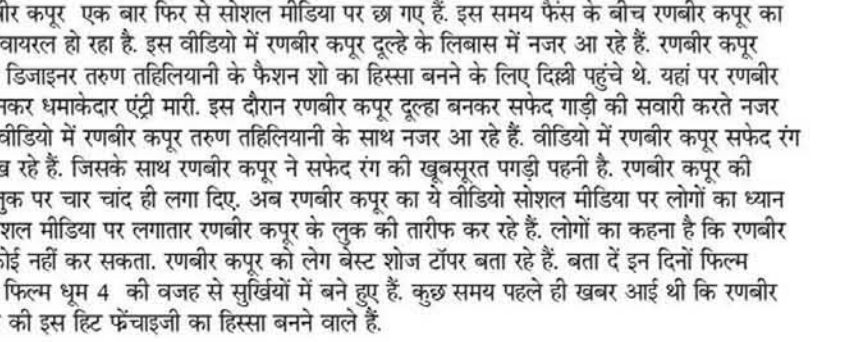 कपूर एक बार फिर से सोशल मीडिया पर छा गए हैं. इस समय फैंस के बीच रणबीर कपूर का
वायरल हो रहा है. इस वीडियो में रणबीर कपूर दूल्हे के लिबास में नजर आ रहे हैं. रणबीर कपूर
डिजाइनर तरुण तहिलियानी के फैशन शो का हिस्सा बनने के लिए दिल्ली पहुंचे थे. यहां पर रणबीर
धमाकेदार एंट्री मारी. इस दौरान रणबीर कपूर दूल्हा बनकर सफेद गाड़ी की सवारी करते नजर
वीडियो में रणबीर कपूर तरुण तहिलियानी के साथ नजर आ रहे हैं. वीडियो में रणबीर कपूर सफेद रंग
रहे हैं. जिसके साथ रणबीर कपूर ने सफेद रंग की खूबसूरत पगड़ी पहनी है. रणबीर कपूर की
पर चार चांद ही लगा दिए. अब रणबीर कपूर का ये वीडियो सोशल मीडिया पर लोगों का ध्यान
मीडिया पर लगातार रणबीर कपूर के लुक की तारीफ कर रहे हैं. लोगों का कहना है कि रणबीर
नहीं कर सकता. रणबीर कपूर को लेग बेस्ट शोज टॉपर बता रहे हैं. बता दें इन दिनों फिल्म
फिल्म धूम 4 की वजह से सुर्खियों में बने हुए हैं. कुछ समय पहले ही खबर आई थी कि रणबीर
की इस हिट फ्रेंचाइजी का हिस्सा बनने वाले हैं.